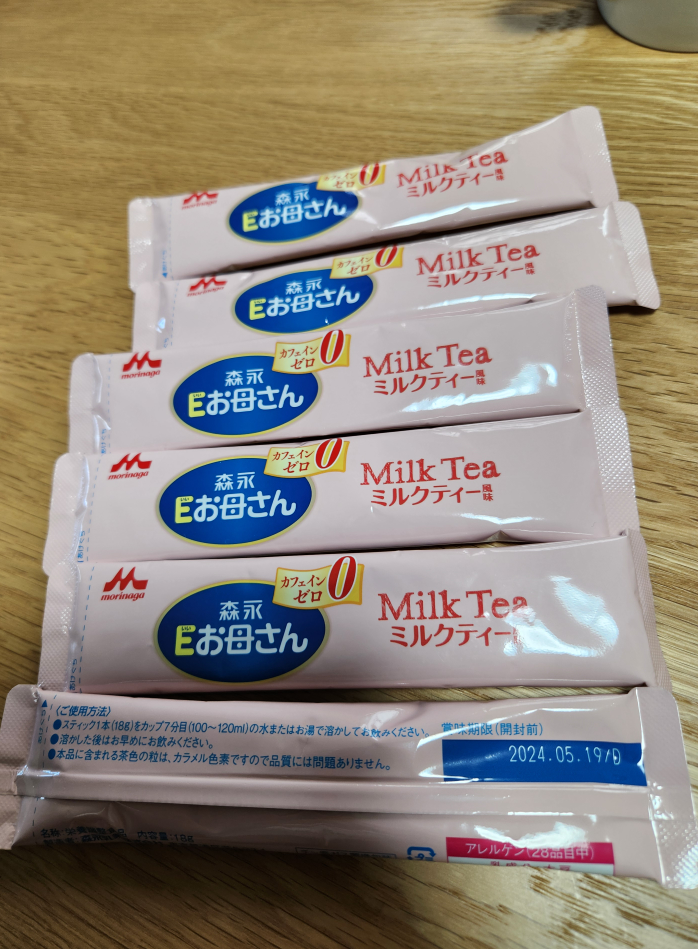 morinaga
森永
Eお母さん
カフェイン
ゼロ 0
Milk Tea
ミルクティー風味
morinaga
森永
Eお母さん
カフェイン
ゼロ 0
Milk Tea
ミルクティー風味
morinaga
森永
いい
Eお母さん
カフェイン
ゼロ 0
Milk Tea
ミルクティー風味
morinaga
森永
いい
Eお母さん
カフェイン
ゼロ 0
Milk Tea
ミルクティー風味
morinaga
森永
いい
Eお母さん
カフェイン
ゼロ 0
Milk Tea
ミルクティー
〈ご使用方法〉
●スティック1本(18g)をカップ7分目(100〜120ml)の水またはお湯で溶かしてお飲みください。
●溶かした後はお早めにお飲みください。
●本品に含まれる茶色の粒は、カラメル色素ですので品質には問題ありません。
賞味期限(開封前)
2024.05.19/D
内容量:18g
アレルゲン(28品目中)